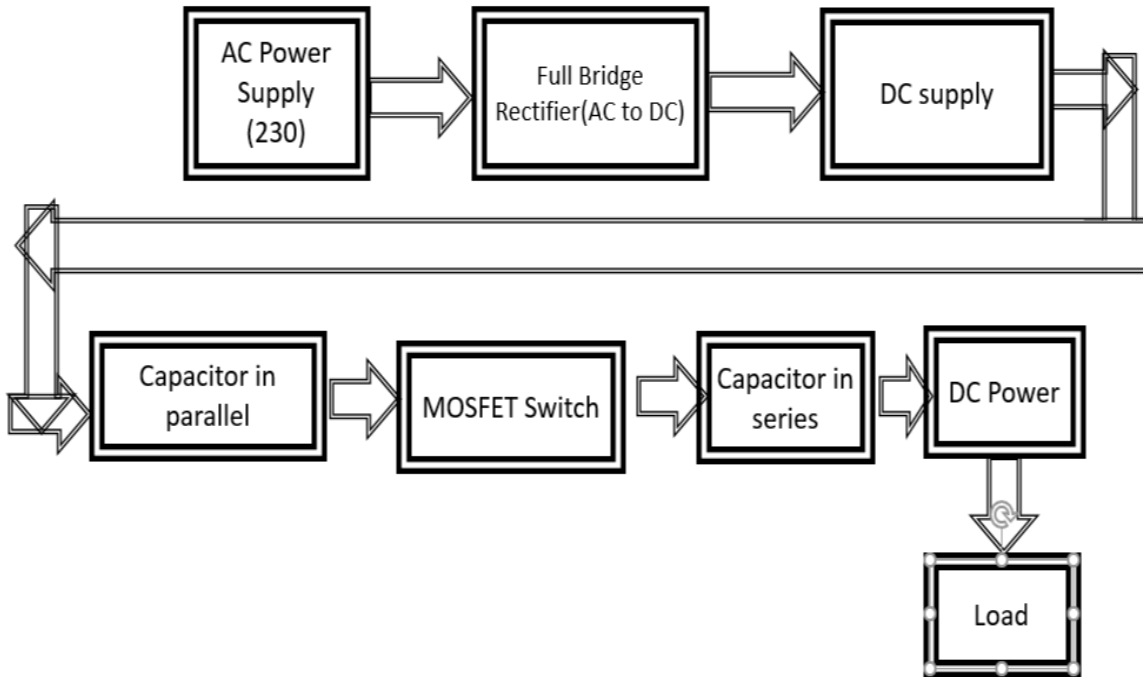 AC Power
Supply
(230)
Full Bridge
Rectifier(AC to DC)
DC supply
Capacitor in
parallel
MOSFET Switch
Capacitor in
series
DC Power
Load